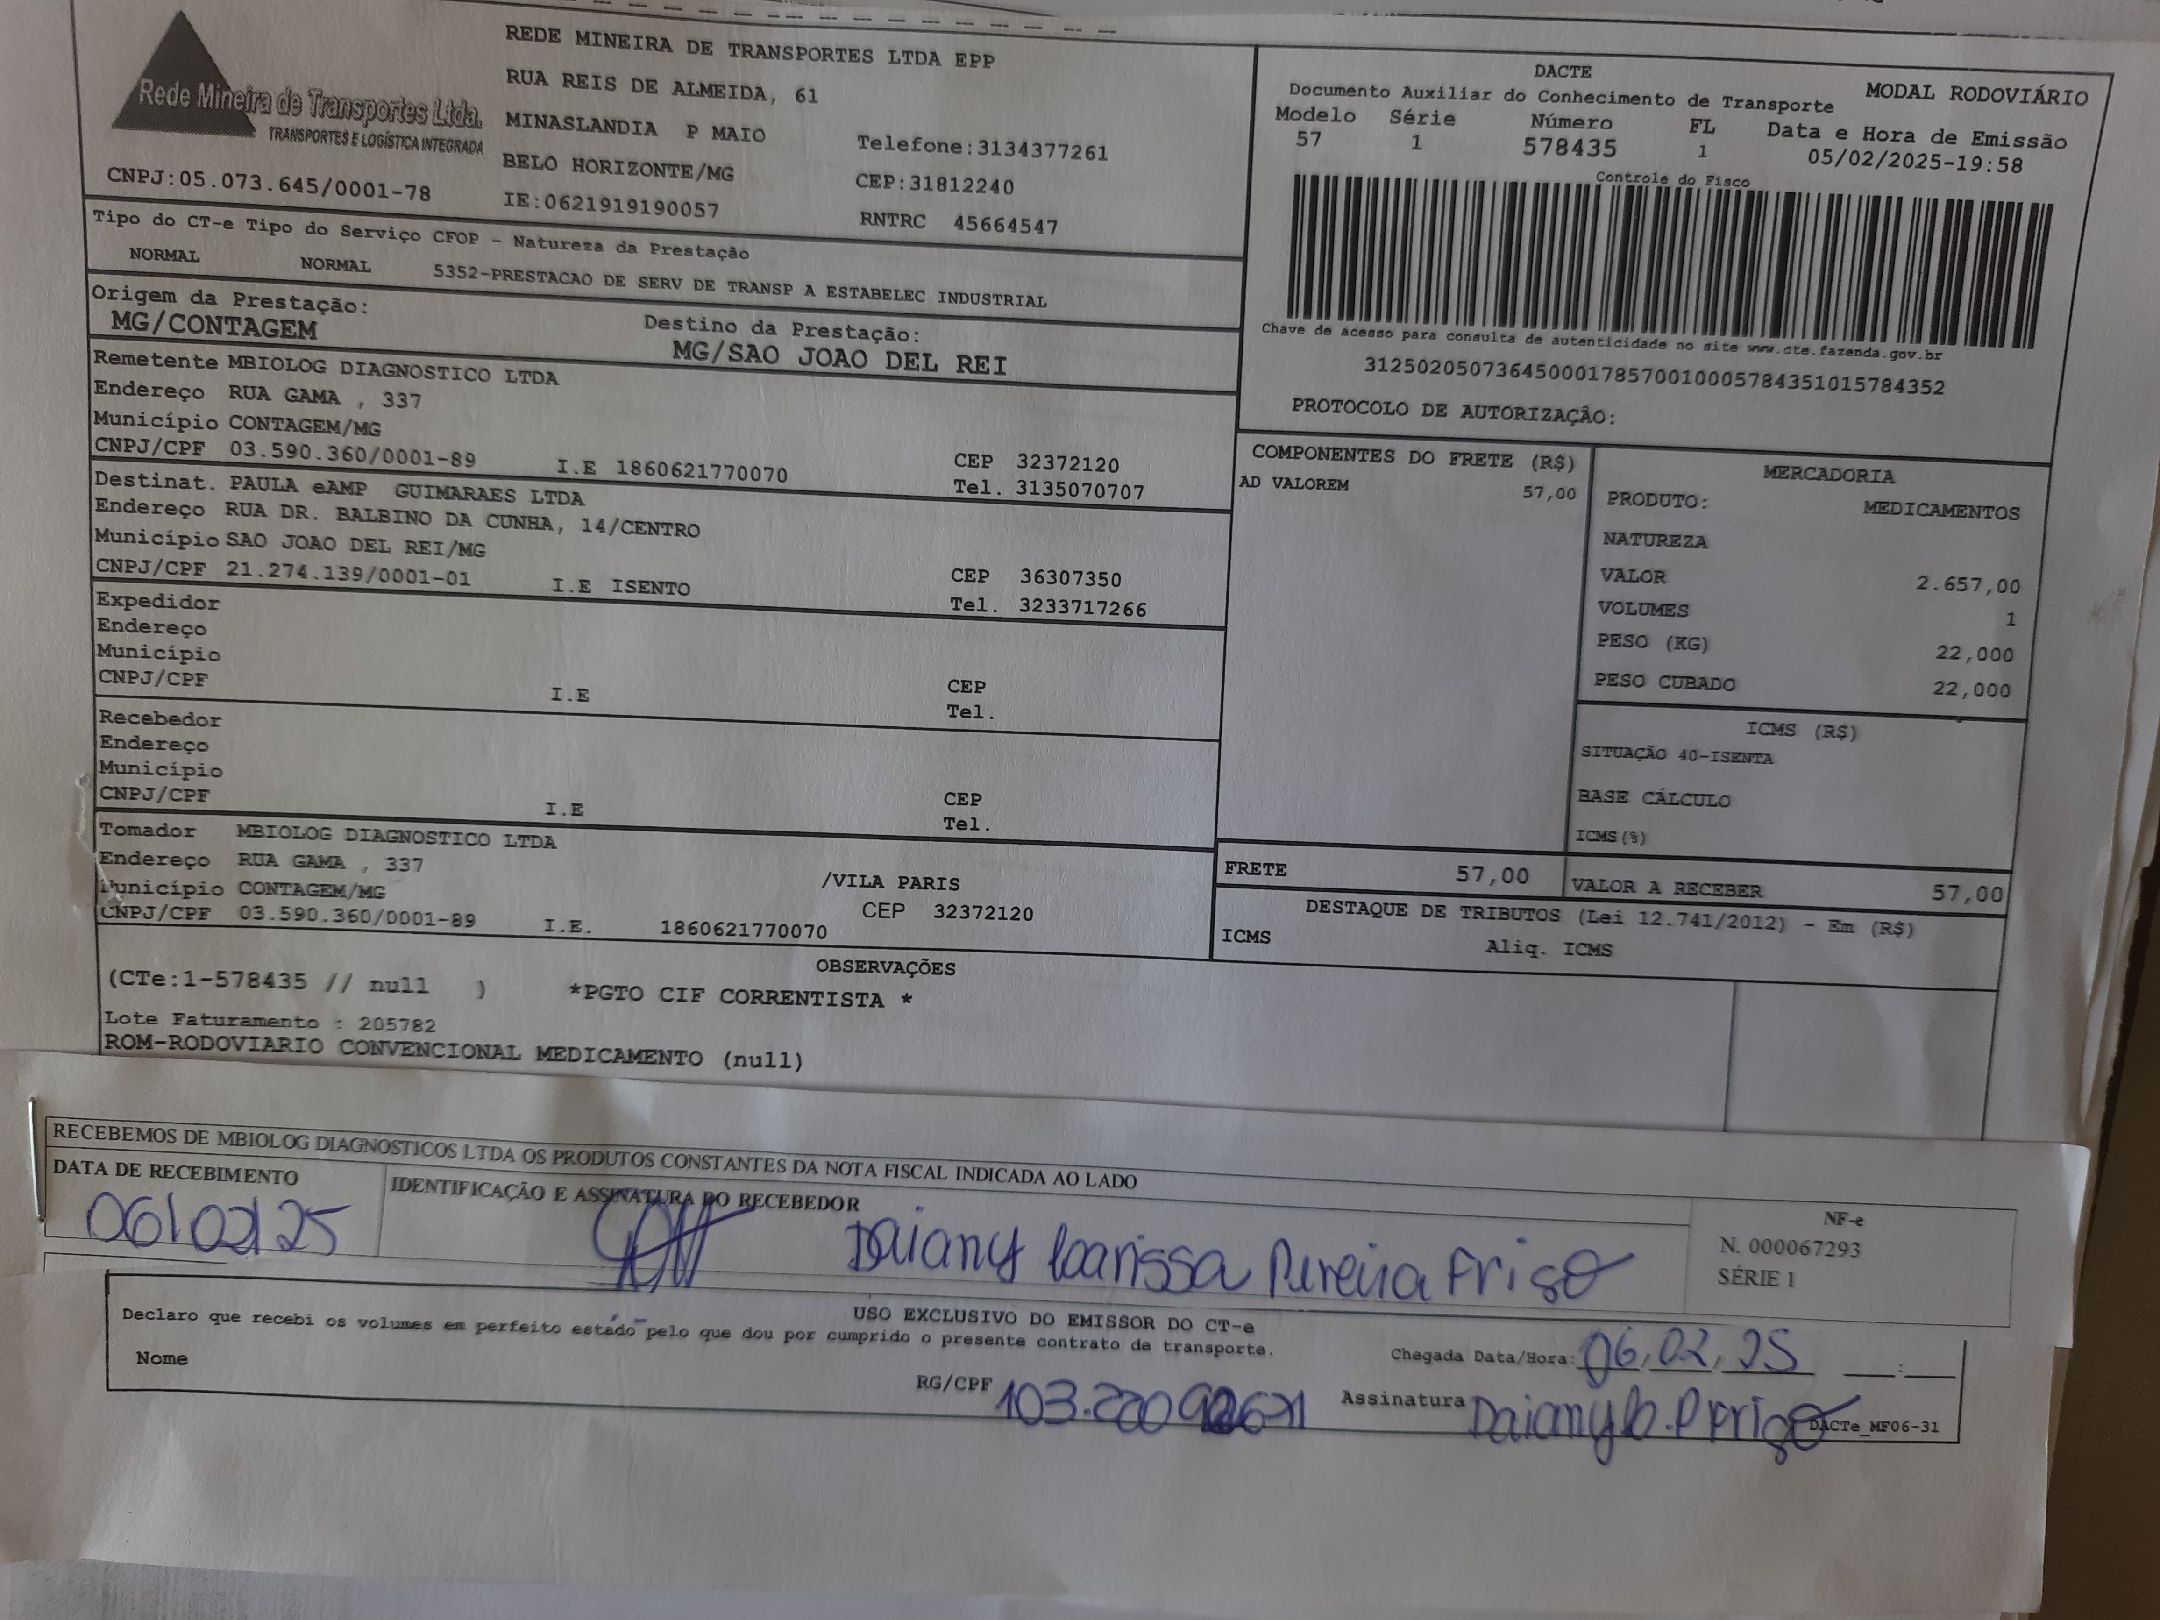 Rede Mineira de Transportes Ltda.
TRANSPORTES E LOGÍSTICA INTEGRADA
CNPJ:05.073.645/0001-78
REDE MINEIRA DE TRANSPORTES LTDA EPP
RUA REIS DE ALMEIDA, 61
MINASLANDIA P MAIO Telefone:3134377261
BELO HORIZONTE/MG CEP:31812240
IE:0621919190057 RNTRC 45664547
DACTE
Documento Auxiliar do Conhecimento de Transporte MODAL RODOVIÁRIO
Modelo Série Número FL Data e Hora de Emissão
57 1 578435 1 05/02/2025-19:58
Controle do Fisco
Chave de acesso para consulta de autenticidade no site www.cte.fazenda.gov.br
31250205073645000178570010005784351015784352
PROTOCOLO DE AUTORIZAÇÃO:
Tipo do CT-e Tipo do Serviço CFOP - Natureza da Prestação
NORMAL NORMAL 5352-PRESTACAO DE SERV DE TRANSP A ESTABELEC INDUSTRIAL
Origem da Prestação: Destino da Prestação:
MG/CONTAGEM MG/SAO JOAO DEL REI
Remetente MBIOLOG DIAGNOSTICO LTDA
Endereço RUA GAMA , 337
Município CONTAGEM/MG CEP 32372120
CNPJ/CPF 03.590.360/0001-89 I.E 1860621770070 Tel. 3135070707
Destinat. PAULA eAMP GUIMARAES LTDA
Endereço RUA DR. BALBINO DA CUNHA, 14/CENTRO
Município SAO JOAO DEL REI/MG CEP 36307350
CNPJ/CPF 21.274.139/0001-01 I.E ISENTO Tel. 3233717266
Expedidor
Endereço
Município CEP
CNPJ/CPF I.E Tel.
Recebedor
Endereço
Município CEP
CNPJ/CPF I.E Tel.
Tomador MBIOLOG DIAGNOSTICO LTDA
Endereço RUA GAMA , 337 /VILA PARIS
Município CONTAGEM/MG CEP 32372120
CNPJ/CPF 03.590.360/0001-89 I.E. 1860621770070
COMPONENTES DO FRETE (R$)
AD VALOREM 57,00
MERCADORIA
PRODUTO: MEDICAMENTOS
NATUREZA
VALOR 2.657,00
VOLUMES 1
PESO (KG) 22,000
PESO CUBADO 22,000
ICMS (R$)
SITUAÇÃO 40-ISENTA
BASE CÁLCULO
ICMS(%)
FRETE 57,00 VALOR A RECEBER 57,00
DESTAQUE DE TRIBUTOS (Lei 12.741/2012) - Em (R$)
ICMS Aliq. ICMS
OBSERVAÇÕES
(CTe:1-578435 // null ) *PGTO CIF CORRENTISTA *
Lote Faturamento : 205782
ROM-RODOVIARIO CONVENCIONAL MEDICAMENTO (null)
RECEBEMOS DE MBIOLOG DIAGNOSTICOS LTDA OS PRODUTOS CONSTANTES DA NOTA FISCAL INDICADA AO LADO
DATA DE RECEBIMENTO IDENTIFICAÇÃO E ASSINATURA DO RECEBEDOR
06/02/25 Daiany Larissa Pereira Friso
NF-e
N. 000067293
SÉRIE 1
USO EXCLUSIVO DO EMISSOR DO CT-e
Declaro que recebi os volumes em perfeito estado pelo que dou por cumprido o presente contrato de transporte.
Chegada Data/Hora: 06,02,25 :
Nome RG/CPF Assinatura Daiany L. P Friso
DACTe_MF06-31